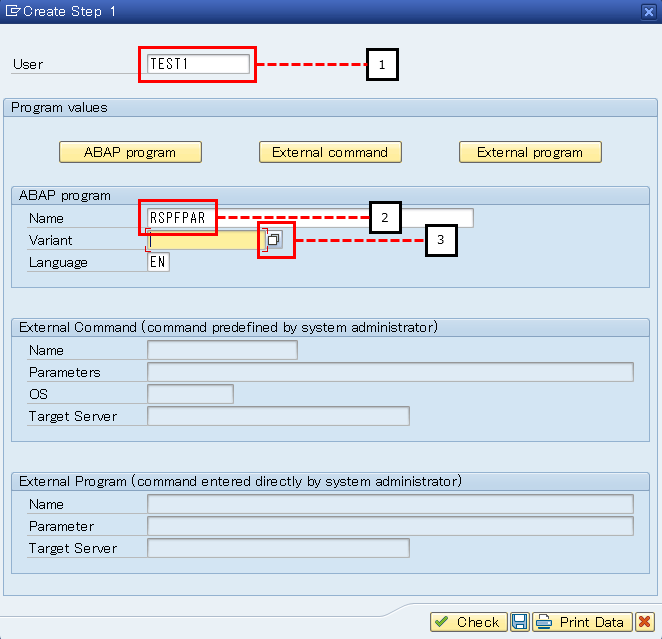 Create Step 1
User TEST1 1
Program values
ABAP program External command External program
ABAP program
Name RSPFPAR 2
Variant 3
Language EN
External Command (command predefined by system administrator)
Name
Parameters
OS
Target Server
External Program (command entered directly by system administrator)
Name
Parameter
Target Server
Check Print Data